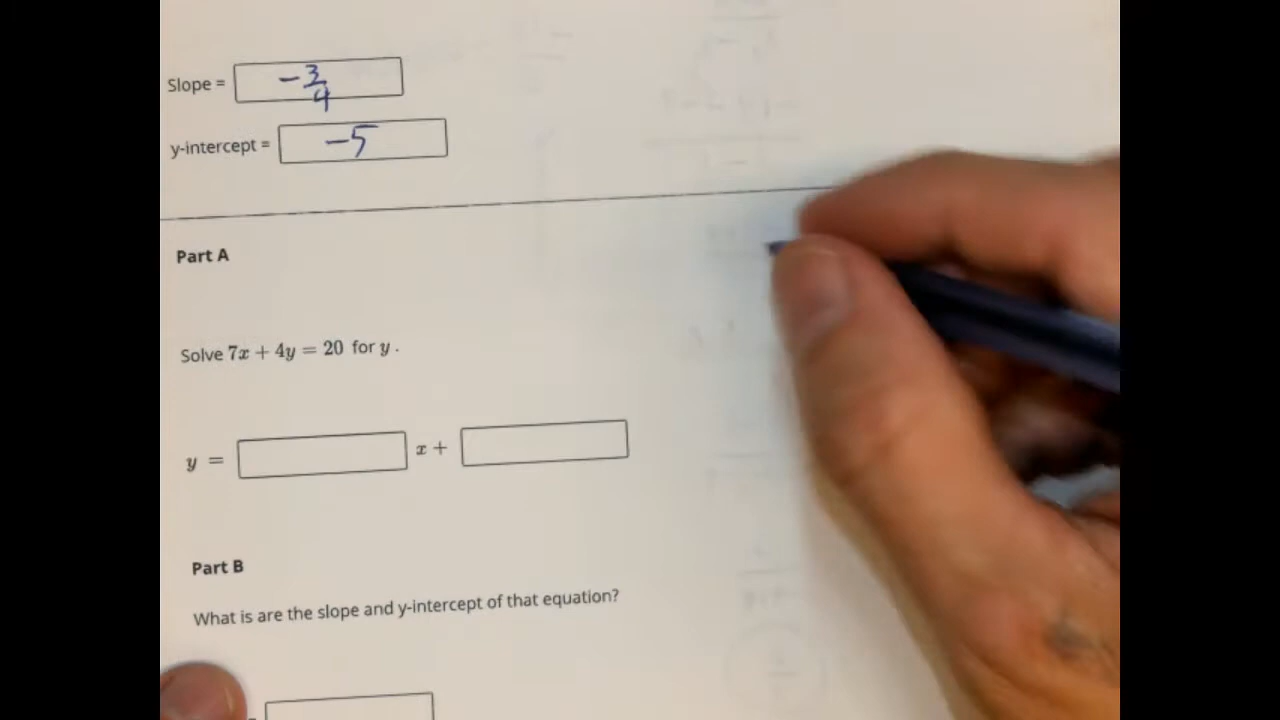 Slope = -3/4
y-intercept = -5
Part A
Solve 7x + 4y = 20 for y.
y = x +
Part B
What is are the slope and y-intercept of that equation?
=